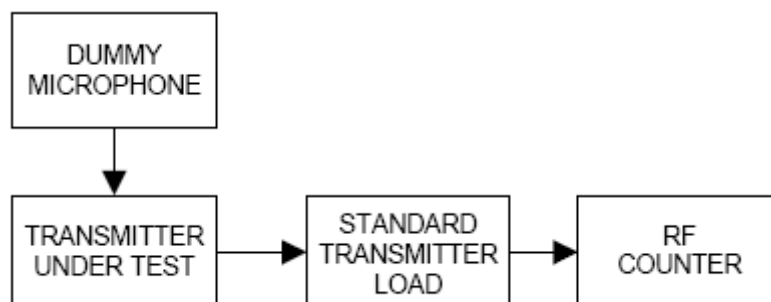 DUMMY
MICROPHONE
TRANSMITTER
UNDER TEST
STANDARD
TRANSMITTER
LOAD
RF
COUNTER